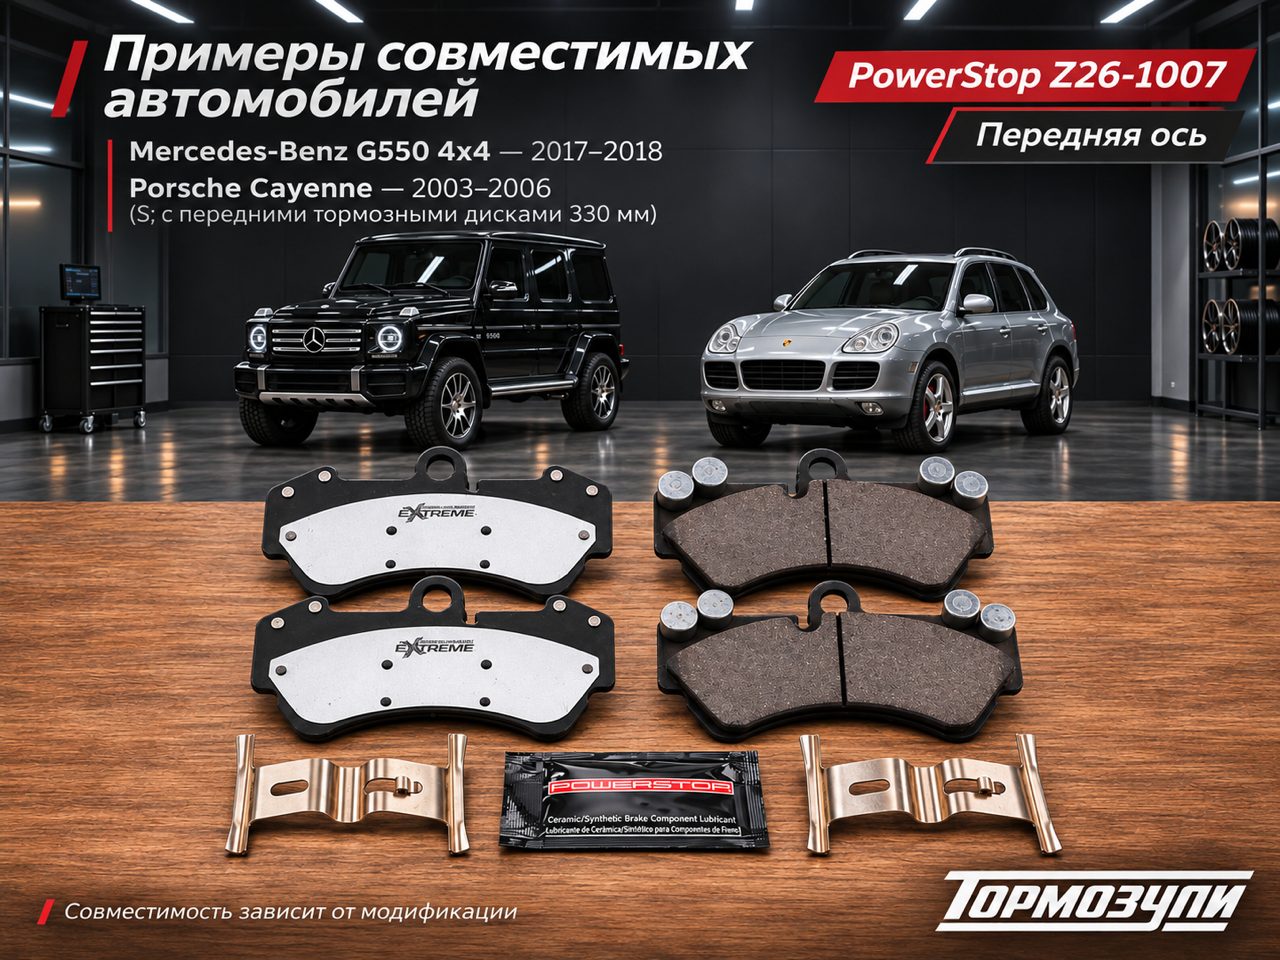 Примеры совместимых
автомобилей
Mercedes-Benz G550 4x4 — 2017–2018
Porsche Cayenne — 2003–2006
(S; с передними тормозными дисками 330 мм)
PowerStop Z26-1007
Передняя ось
EXTREME
EXTREME
POWERSTOP
Ceramic/Synthetic Brake Component Lubricant
Lubricante de Cerámica/Sintético para Componentes de Freno
Совместимость зависит от модификации
ТОРМОЗУЛИ